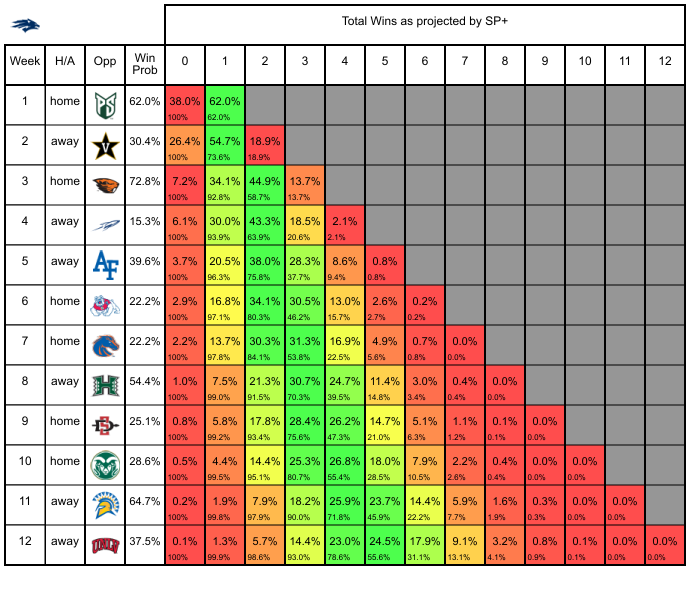 Total Wins as projected by SP+
Week H/A Opp Win Prob 0 1 2 3 4 5 6 7 8 9 10 11 12
1 home PS 62.0% 38.0% 62.0%
100% 62.0%
2 away V 30.4% 26.4% 54.7% 18.9%
100% 73.6% 18.9%
3 home 72.8% 7.2% 34.1% 44.9% 13.7%
100% 92.8% 58.7% 13.7%
4 away 15.3% 6.1% 30.0% 43.3% 18.5% 2.1%
100% 93.9% 63.9% 20.6% 2.1%
5 away AF 39.6% 3.7% 20.5% 38.0% 28.3% 8.6% 0.8%
100% 96.3% 75.8% 37.7% 9.4% 0.8%
6 home 22.2% 2.9% 16.8% 34.1% 30.5% 13.0% 2.6% 0.2%
100% 97.1% 80.3% 46.2% 15.7% 2.7% 0.2%
7 home 22.2% 2.2% 13.7% 30.3% 31.3% 16.9% 4.9% 0.7% 0.0%
100% 97.8% 84.1% 53.8% 22.5% 5.6% 0.8% 0.0%
8 away H 54.4% 1.0% 7.5% 21.3% 30.7% 24.7% 11.4% 3.0% 0.4% 0.0%
100% 99.0% 91.5% 70.3% 39.5% 14.8% 3.4% 0.4% 0.0%
9 home SD 25.1% 0.8% 5.8% 17.8% 28.4% 26.2% 14.7% 5.1% 1.1% 0.1% 0.0%
100% 99.2% 93.4% 75.6% 47.3% 21.0% 6.3% 1.2% 0.1% 0.0%
10 home 28.6% 0.5% 4.4% 14.4% 25.3% 26.8% 18.0% 7.9% 2.2% 0.4% 0.0% 0.0%
100% 99.5% 95.1% 80.7% 55.4% 28.5% 10.5% 2.6% 0.4% 0.0% 0.0%
11 away 64.7% 0.2% 1.9% 7.9% 18.2% 25.9% 23.7% 14.4% 5.9% 1.6% 0.3% 0.0% 0.0%
100% 99.8% 97.9% 90.0% 71.8% 45.9% 22.2% 7.7% 1.9% 0.3% 0.0% 0.0%
12 away UNLV 37.5% 0.1% 1.3% 5.7% 14.4% 23.0% 24.5% 17.9% 9.1% 3.2% 0.8% 0.1% 0.0% 0.0%
100% 99.9% 98.6% 93.0% 78.6% 55.6% 31.1% 13.1% 4.1% 0.9% 0.1% 0.0% 0.0%